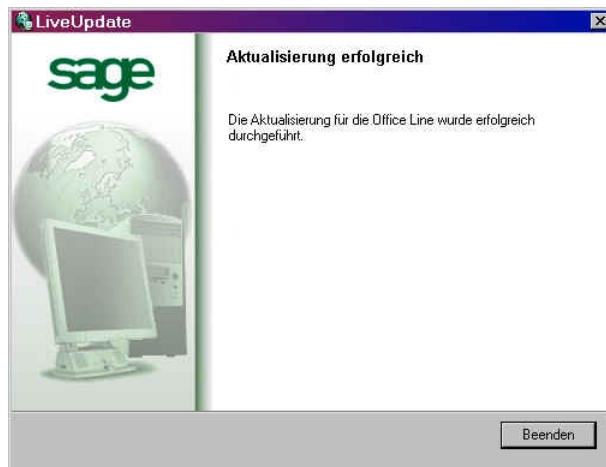 LiveUpdate
sage
Aktualisierung erfolgreich
Die Aktualisierung für die Office Line wurde erfolgreich
durchgeführt.
Beenden